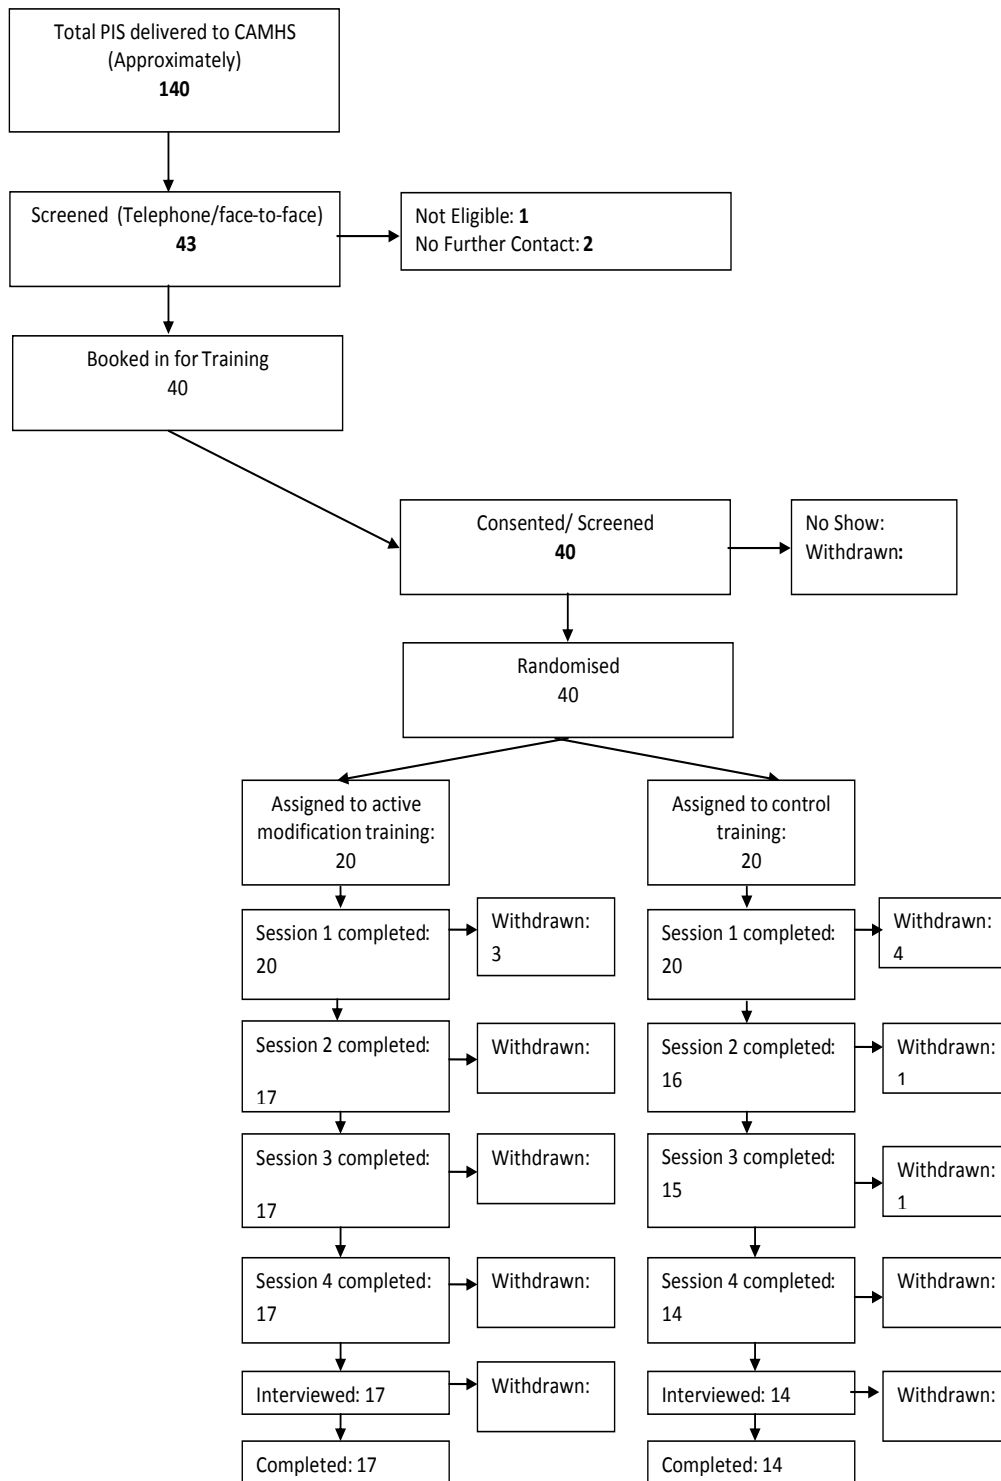 Total PIS delivered to CAMHS
(Approximately)
140
Screened (Telephone/face-to-face)
43
Not Eligible: 1
No Further Contact: 2
Booked in for Training
40
Consented/ Screened
40
No Show:
Withdrawn:
Randomised
40
Assigned to active
modification training:
20
Assigned to control
training:
20
Session 1 completed:
20
Withdrawn:
3
Session 1 completed:
20
Withdrawn:
4
Session 2 completed:
17
Withdrawn:
Session 2 completed:
16
Withdrawn:
1
Session 3 completed:
17
Withdrawn:
Session 3 completed:
15
Withdrawn:
1
Session 4 completed:
17
Withdrawn:
Session 4 completed:
14
Withdrawn:
Interviewed: 17
Withdrawn:
Interviewed: 14
Withdrawn:
Completed: 17
Completed: 14